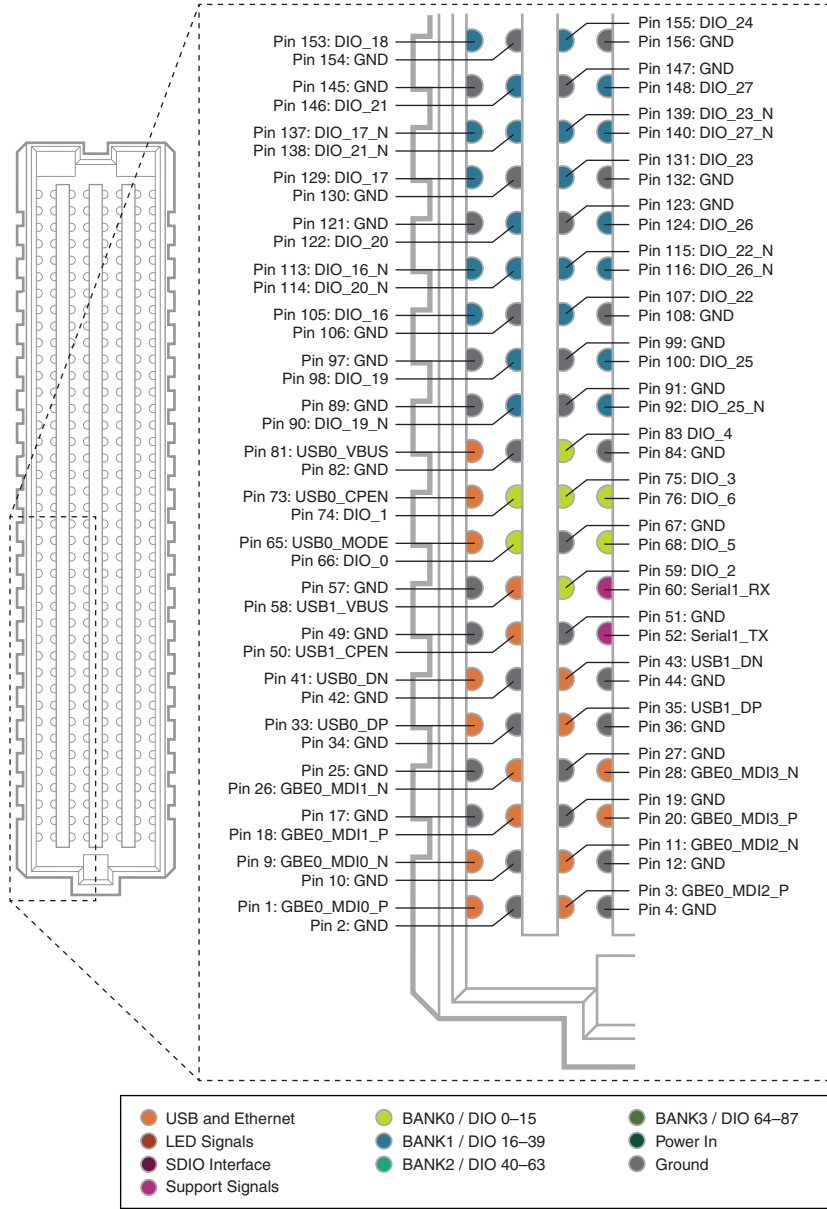 Pin 153: DIO_18
Pin 154: GND
Pin 145: GND
Pin 146: DIO_21
Pin 137: DIO_17_N
Pin 138: DIO_21_N
Pin 129: DIO_17
Pin 130: GND
Pin 121: GND
Pin 122: DIO_20
Pin 113: DIO_16_N
Pin 114: DIO_20_N
Pin 105: DIO_16
Pin 106: GND
Pin 97: GND
Pin 98: DIO_19
Pin 89: GND
Pin 90: DIO_19_N
Pin 81: USB0_VBUS
Pin 82: GND
Pin 73: USB0_CPEN
Pin 74: DIO_1
Pin 65: USB0_MODE
Pin 66: DIO_0
Pin 57: GND
Pin 58: USB1_VBUS
Pin 49: GND
Pin 50: USB1_CPEN
Pin 41: USB0_DN
Pin 42: GND
Pin 33: USB0_DP
Pin 34: GND
Pin 25: GND
Pin 26: GBE0_MDI1_N
Pin 17: GND
Pin 18: GBE0_MDI1_P
Pin 9: GBE0_MDI0_N
Pin 10: GND
Pin 1: GBE0_MDI0_P
Pin 2: GND
Pin 155: DIO_24
Pin 156: GND
Pin 147: GND
Pin 148: DIO_27
Pin 139: DIO_23_N
Pin 140: DIO_27_N
Pin 131: DIO_23
Pin 132: GND
Pin 123: GND
Pin 124: DIO_26
Pin 115: DIO_22_N
Pin 116: DIO_26_N
Pin 107: DIO_22
Pin 108: GND
Pin 99: GND
Pin 100: DIO_25
Pin 91: GND
Pin 92: DIO_25_N
Pin 83 DIO_4
Pin 84: GND
Pin 75: DIO_3
Pin 76: DIO_6
Pin 67: GND
Pin 68: DIO_5
Pin 59: DIO_2
Pin 60: Serial1_RX
Pin 51: GND
Pin 52: Serial1_TX
Pin 43: USB1_DN
Pin 44: GND
Pin 35: USB1_DP
Pin 36: GND
Pin 27: GND
Pin 28: GBE0_MDI3_N
Pin 19: GND
Pin 20: GBE0_MDI3_P
Pin 11: GBE0_MDI2_N
Pin 12: GND
Pin 3: GBE0_MDI2_P
Pin 4: GND
USB and Ethernet
LED Signals
SDIO Interface
Support Signals
BANK0 / DIO 0–15
BANK1 / DIO 16–39
BANK2 / DIO 40–63
BANK3 / DIO 64–87
Power In
Ground